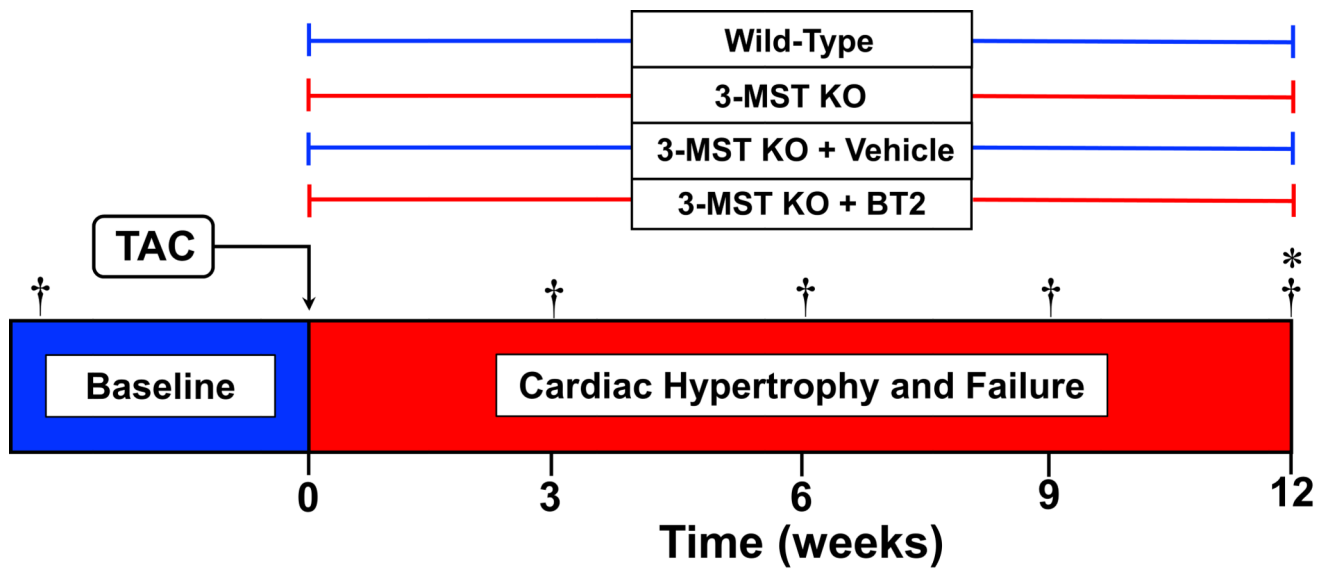 Wild-Type
3-MST KO
3-MST KO + Vehicle
3-MST KO + BT2
TAC
*
† † † † †
Baseline
Cardiac Hypertrophy and Failure
0 3 6 9 12
Time (weeks)